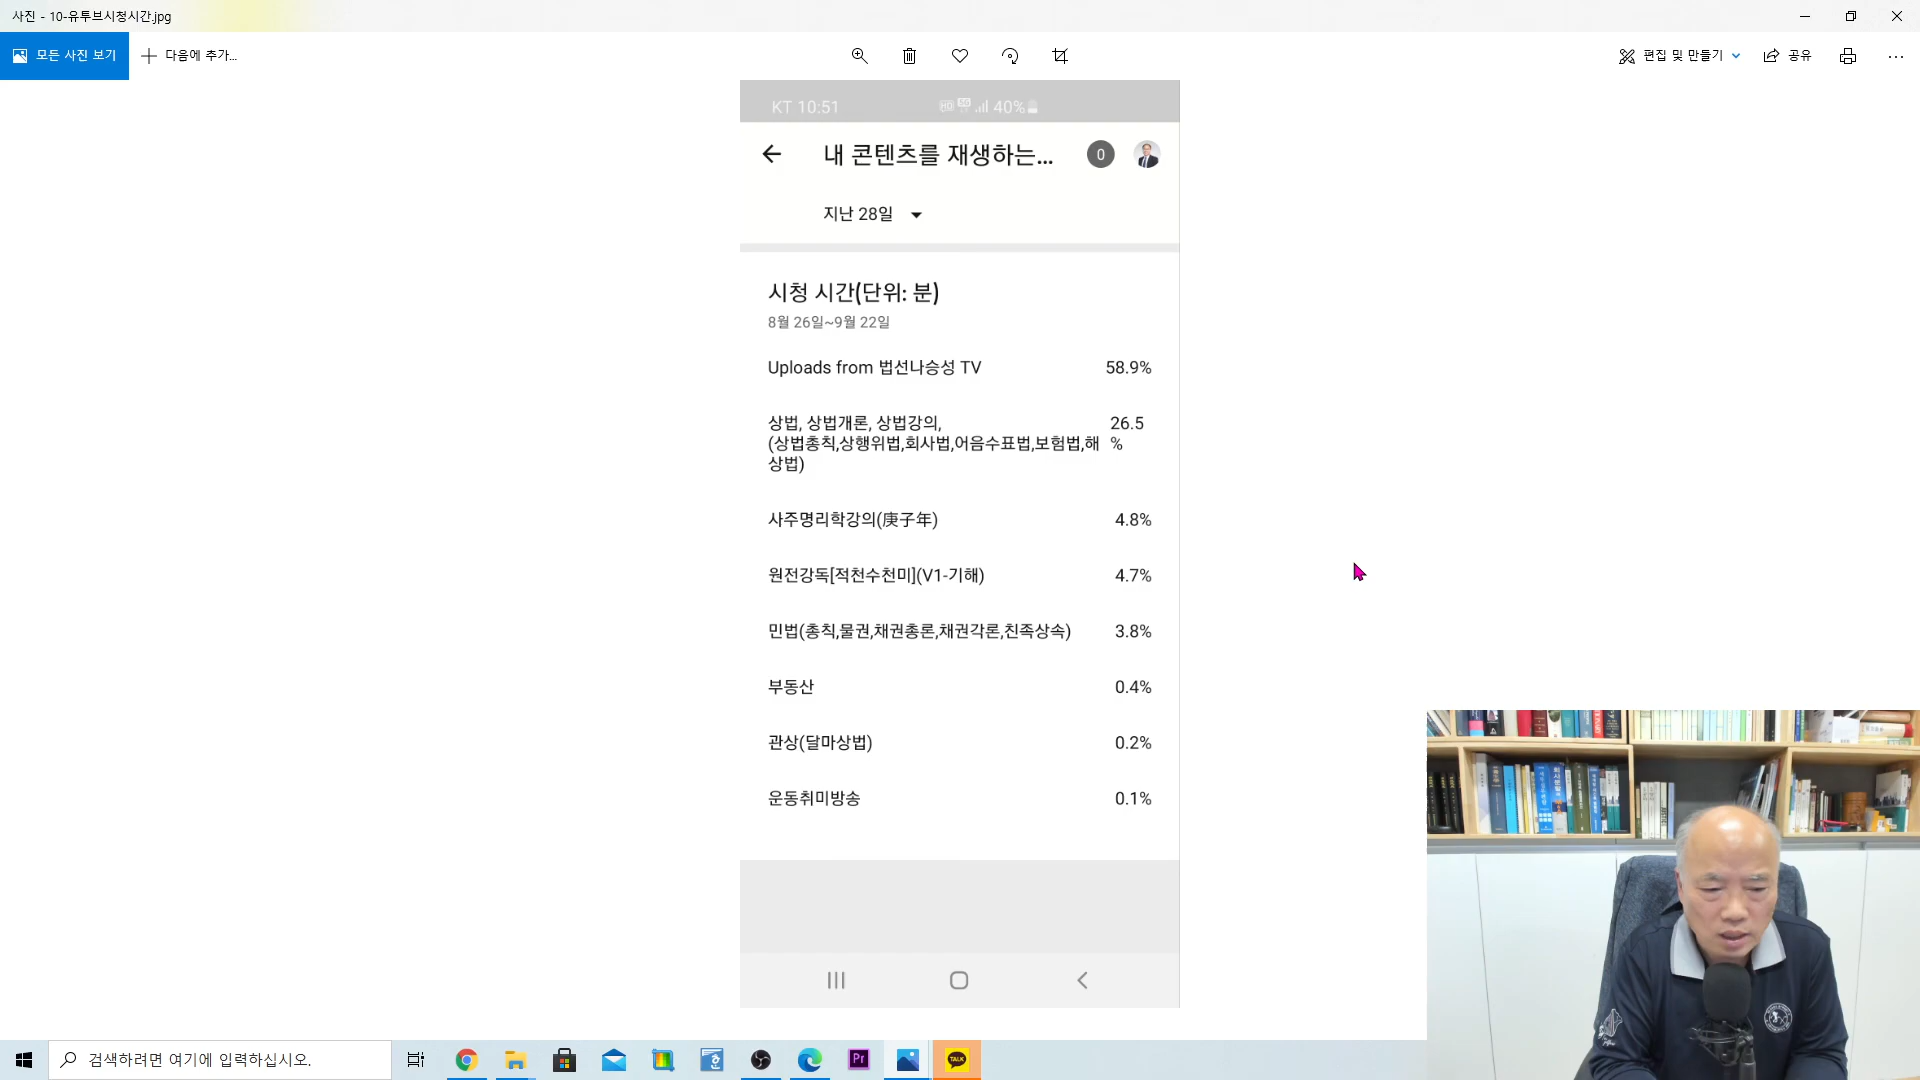 사진 - 10-유투브시청시간.jpg
모든 사진 보기
다음에 추가...
편집 및 만들기
공유
KT 10:51
40%
내 콘텐츠를 재생하는...
0
지난 28일
시청 시간(단위: 분)
8월 26일~9월 22일
Uploads from 법선나승성 TV 58.9%
상법, 상법개론, 상법강의, 26.5
(상법총칙,상행위법,회사법,어음수표법,보험법,해 %
상법)
사주명리학강의(庚子年) 4.8%
원전강독[적천수천미](V1-기해) 4.7%
민법(총칙,물권,채권총론,채권각론,친족상속) 3.8%
부동산 0.4%
관상(달마상법) 0.2%
운동취미방송 0.1%
검색하려면 여기에 입력하십시오.
Pr
TALK